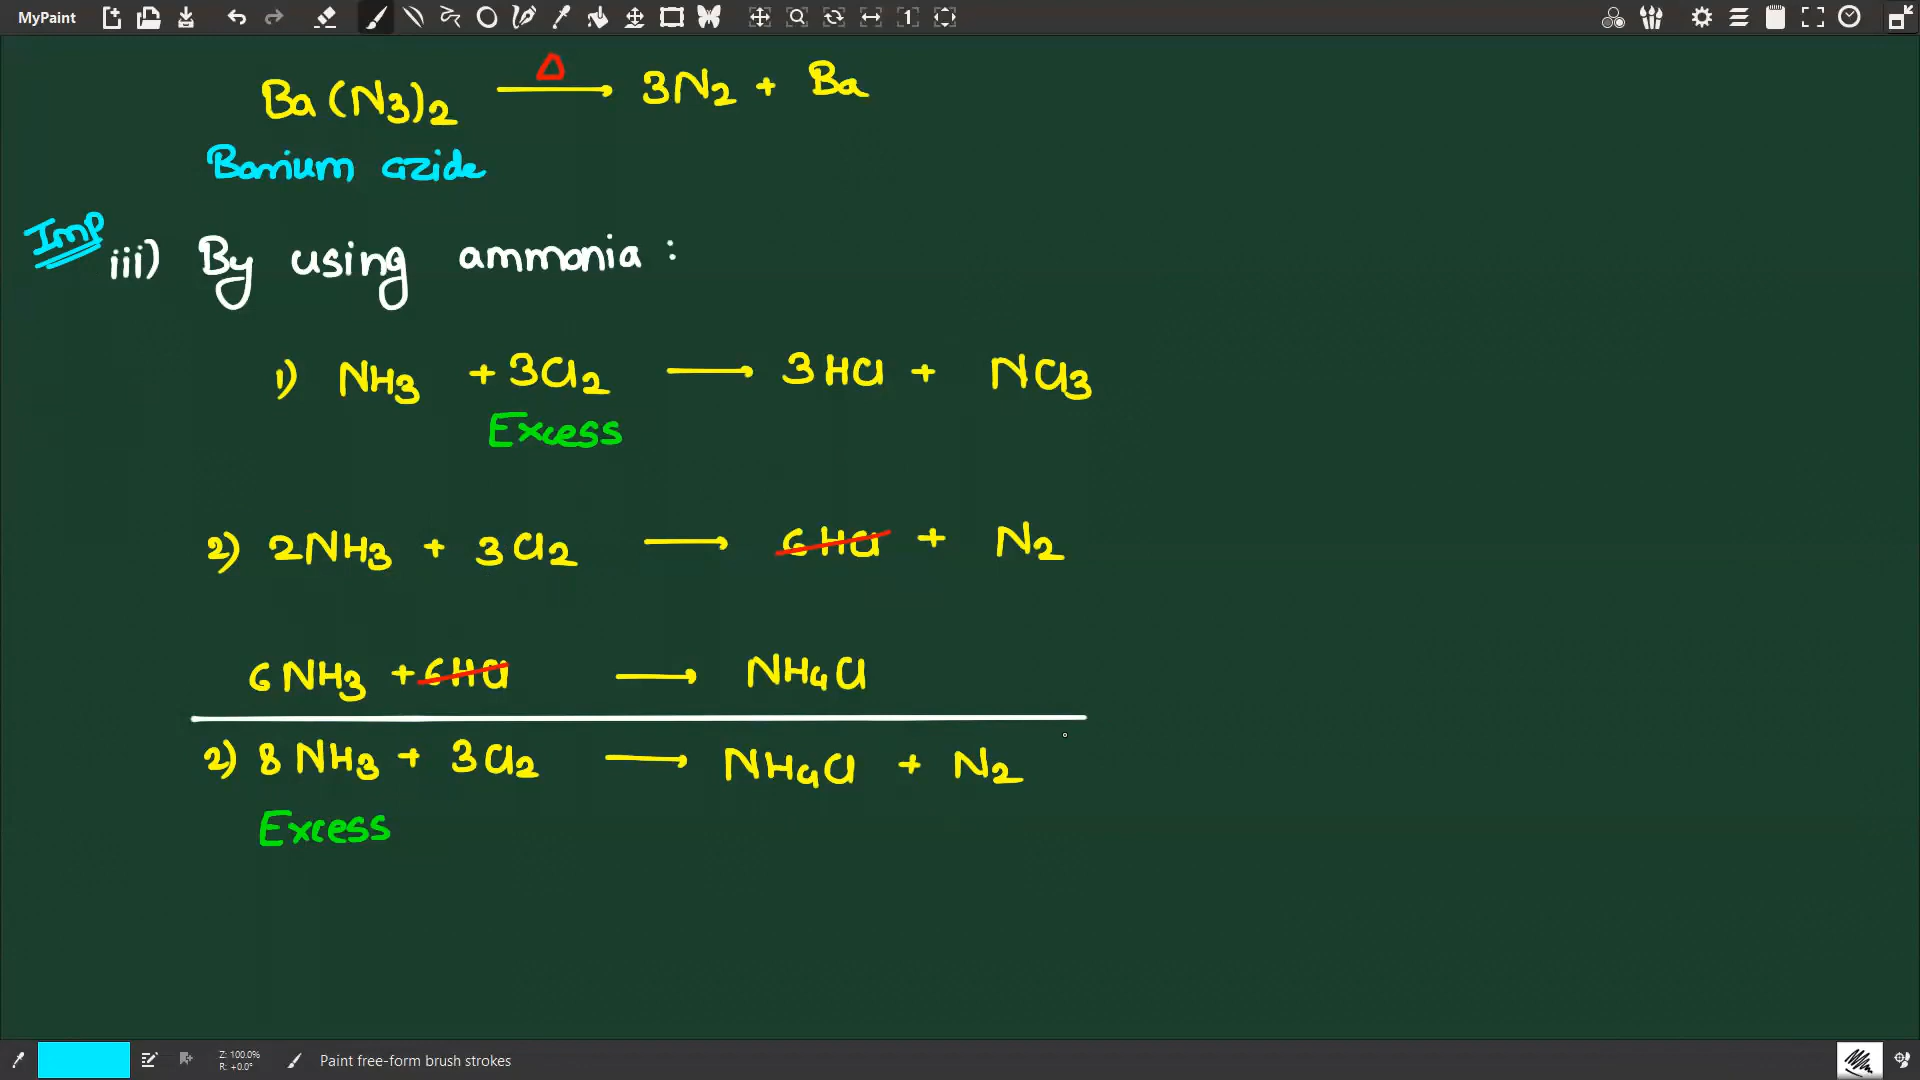 MyPaint
Ba(N3)2 Δ ⟶ 3N2 + Ba
Barium azide
Imp iii) By using ammonia :
1) NH3 + 3Cl2 ⟶ 3HCl + NCl3
Excess
2) 2NH3 + 3Cl2 ⟶ 6HCl + N2
6NH3 + 6HCl ⟶ NH4Cl
2) 8NH3 + 3Cl2 ⟶ NH4Cl + N2
Excess
Z: 100.0%
R: +0.0°
Paint free-form brush strokes